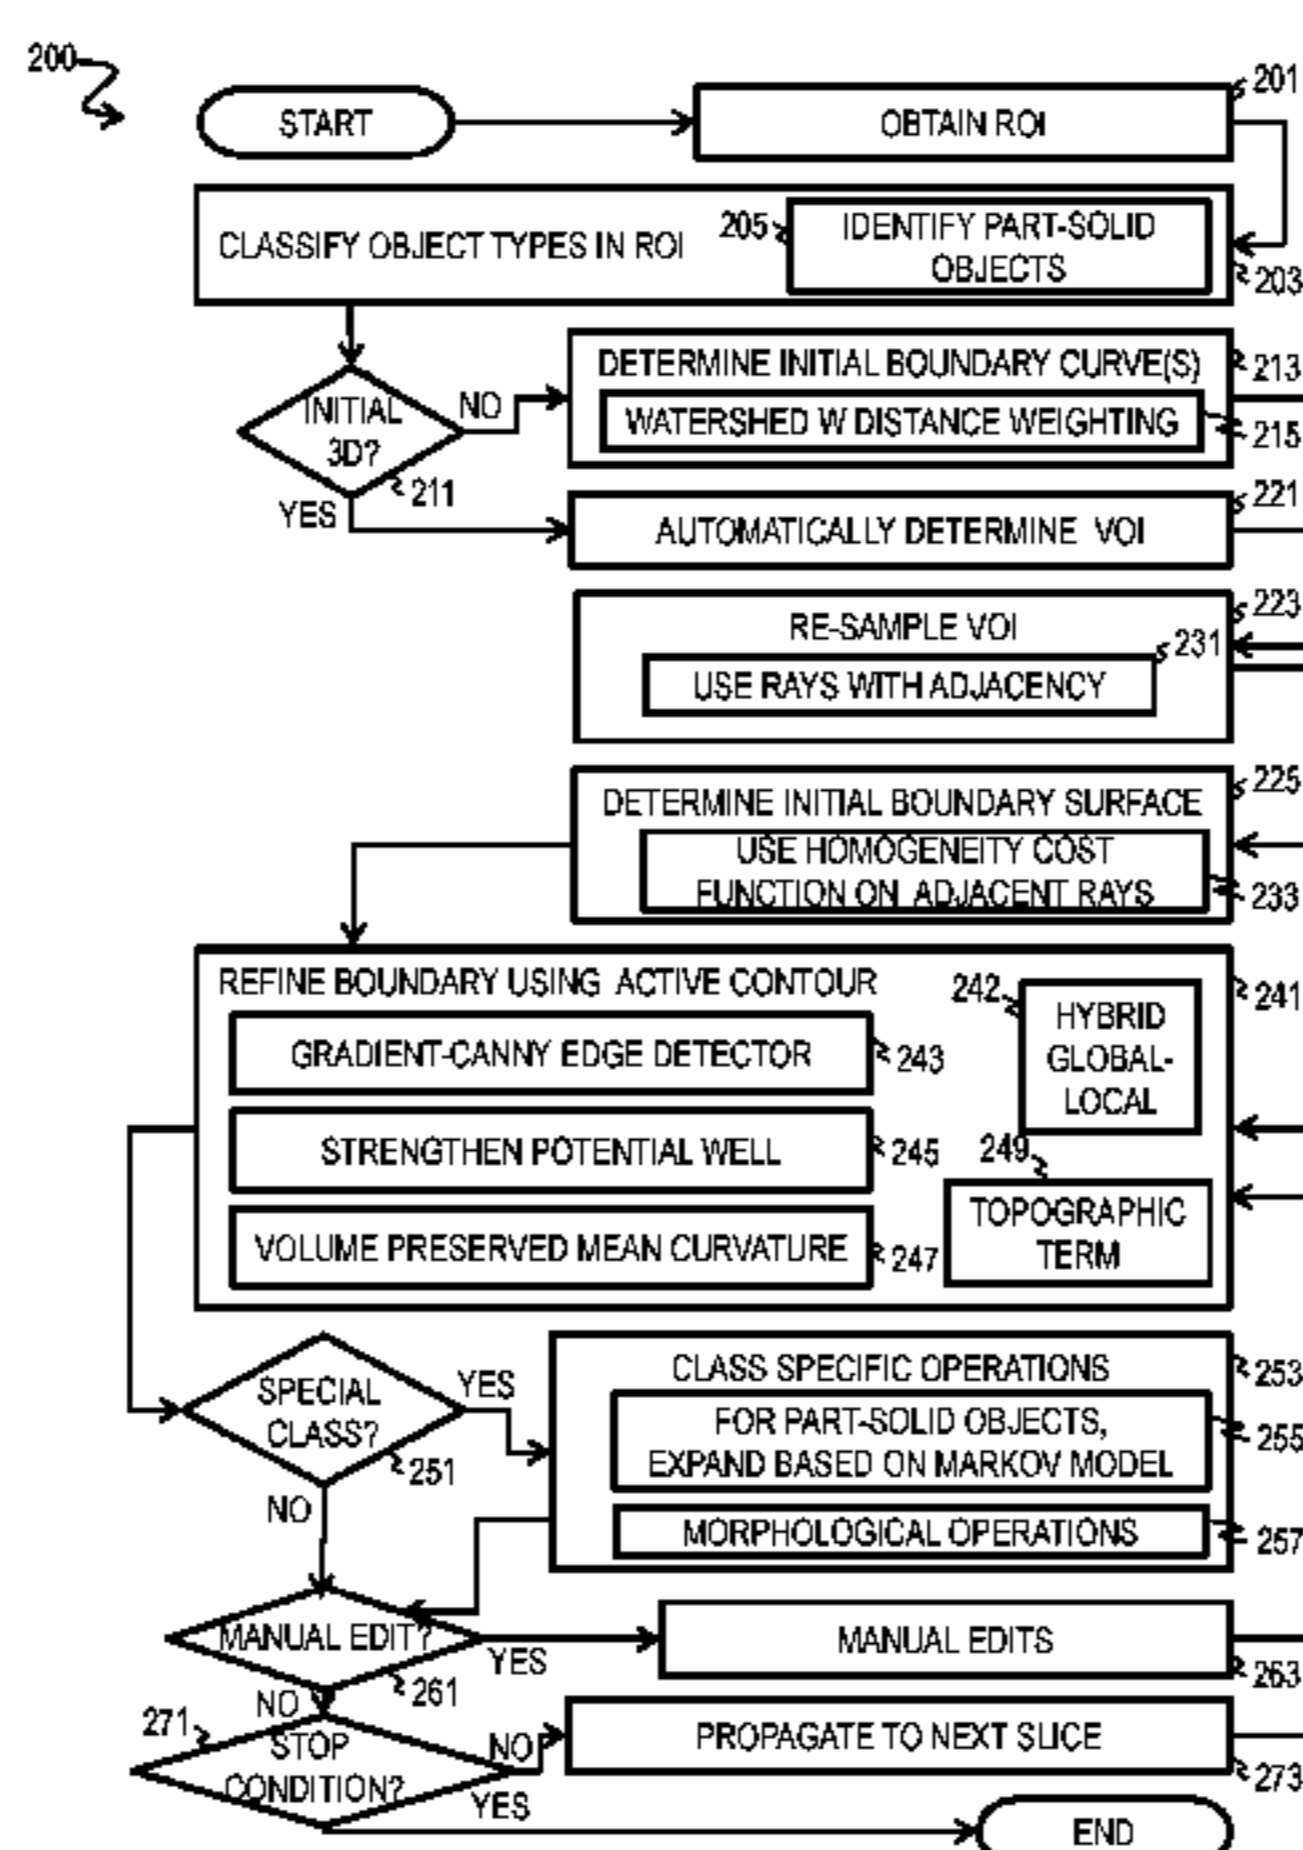 200
START
OBTAIN ROI
201
CLASSIFY OBJECT TYPES IN ROI
205
IDENTIFY PART-SOLID
OBJECTS
203
INITIAL
3D?
NO
211
YES
DETERMINE INITIAL BOUNDARY CURVE(S)
213
WATERSHED W DISTANCE WEIGHTING
215
AUTOMATICALLY DETERMINE VOI
221
RE-SAMPLE VOI
223
231
USE RAYS WITH ADJACENCY
DETERMINE INITIAL BOUNDARY SURFACE
225
USE HOMOGENEITY COST
FUNCTION ON ADJACENT RAYS
233
REFINE BOUNDARY USING ACTIVE CONTOUR
241
242
HYBRID
GLOBAL-
LOCAL
GRADIENT-CANNY EDGE DETECTOR
243
STRENGTHEN POTENTIAL WELL
245
249
TOPOGRAPHIC
TERM
VOLUME PRESERVED MEAN CURVATURE
247
SPECIAL
CLASS?
YES
251
NO
CLASS SPECIFIC OPERATIONS
253
FOR PART-SOLID OBJECTS,
EXPAND BASED ON MARKOV MODEL
255
MORPHOLOGICAL OPERATIONS
257
MANUAL EDIT?
YES
261
NO
MANUAL EDITS
263
271
STOP
CONDITION?
NO
YES
PROPAGATE TO NEXT SLICE
273
END